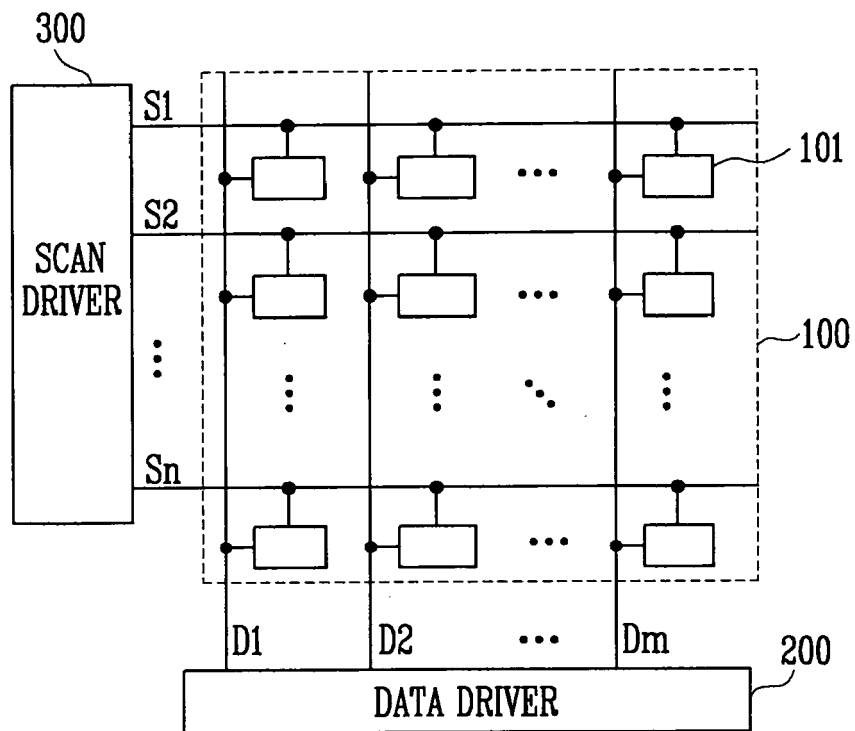 300
S1
101
S2
SCAN
DRIVER
100
Sn
D1 D2 Dm
200
DATA DRIVER